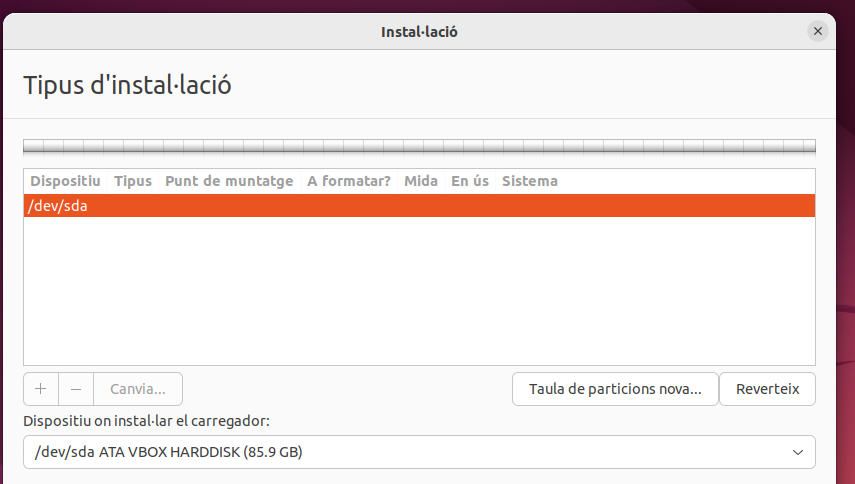 Instal·lació
Tipus d'instal·lació
Dispositiu Tipus Punt de muntatge A formatar? Mida En ús Sistema
/dev/sda
+ – Canvia... Taula de particions nova... Reverteix
Dispositiu on instal·lar el carregador:
/dev/sda ATA VBOX HARDDISK (85.9 GB)